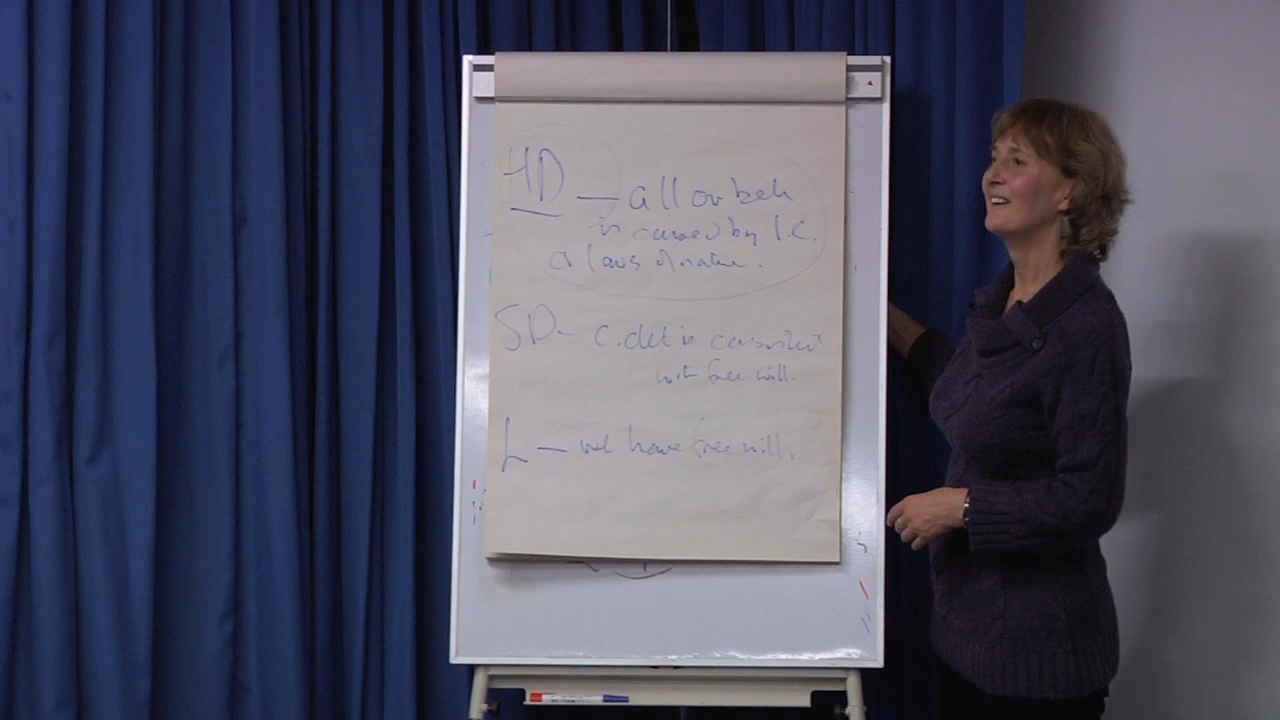 HD — all our beh
is caused by I.C.
& laws of nature.
SD – C. det is consistent
with free will.
L — we have free will.